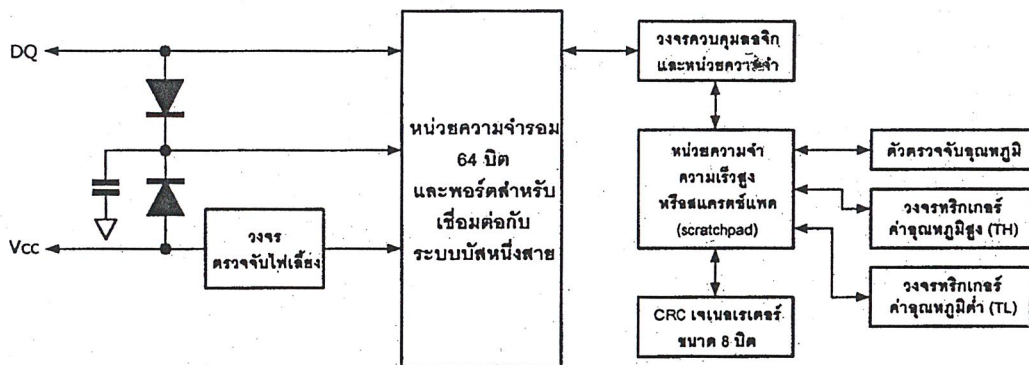 DQ
Vcc
วงจร
ตรวจจับไฟเลี้ยง
หน่วยความจำรอม
64 บิต
และพอร์ตสำหรับ
เชื่อมต่อกับ
ระบบบัสหนึ่งสาย
วงจรควบคุมลอจิก
และหน่วยความจำ
หน่วยความจำ
ความเร็วสูง
หรือสแครตช์แพด
(scratchpad)
CRC เจเนอเรเตอร์
ขนาด 8 บิต
ตัวตรวจจับอุณหภูมิ
วงจรทริกเกอร์
ค่าอุณหภูมิสูง (TH)
วงจรทริกเกอร์
ค่าอุณหภูมิต่ำ (TL)